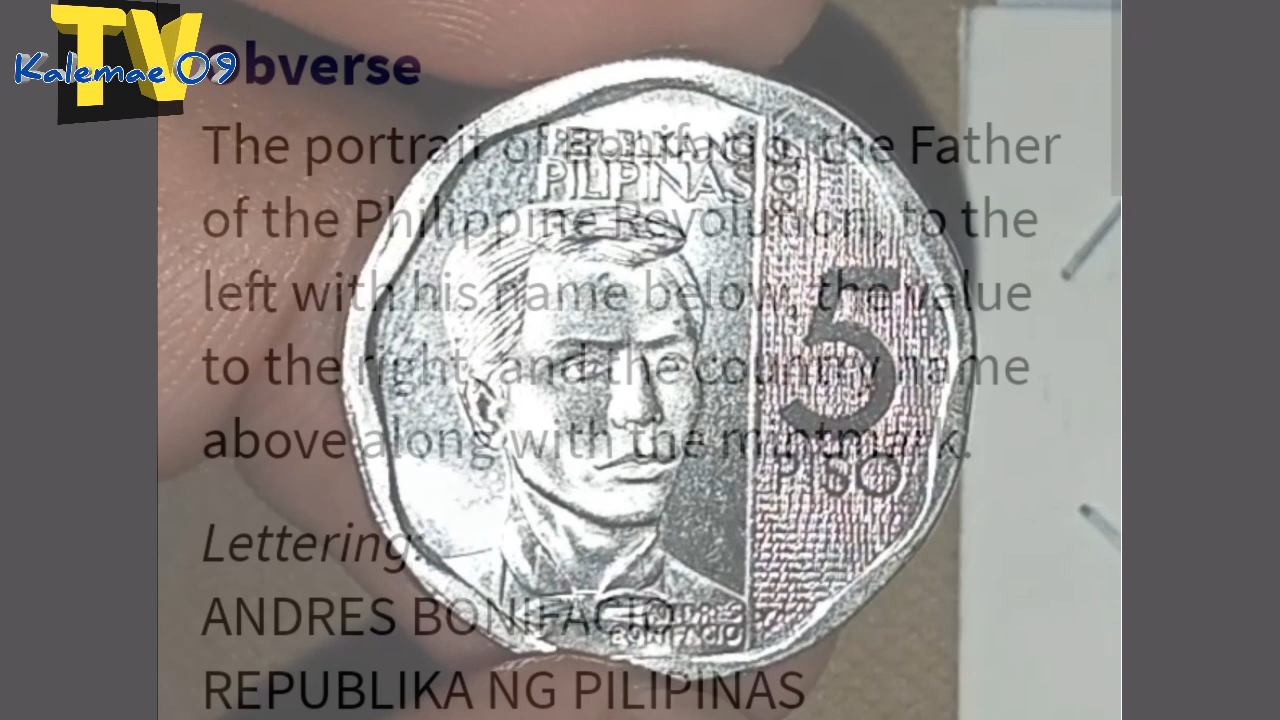 TV
Kalemae 09
Obverse
The portrait of Bonifacio, the Father
of the Philippine Revolution, to the
left with his name below, the value
to the right, and the country name
above along with the mintmark.
Lettering:
ANDRES BONIFACIO
REPUBLIKA NG PILIPINAS
REPUBLIKA NG
PILIPINAS
5
PISO
ANDRES
BONIFACIO